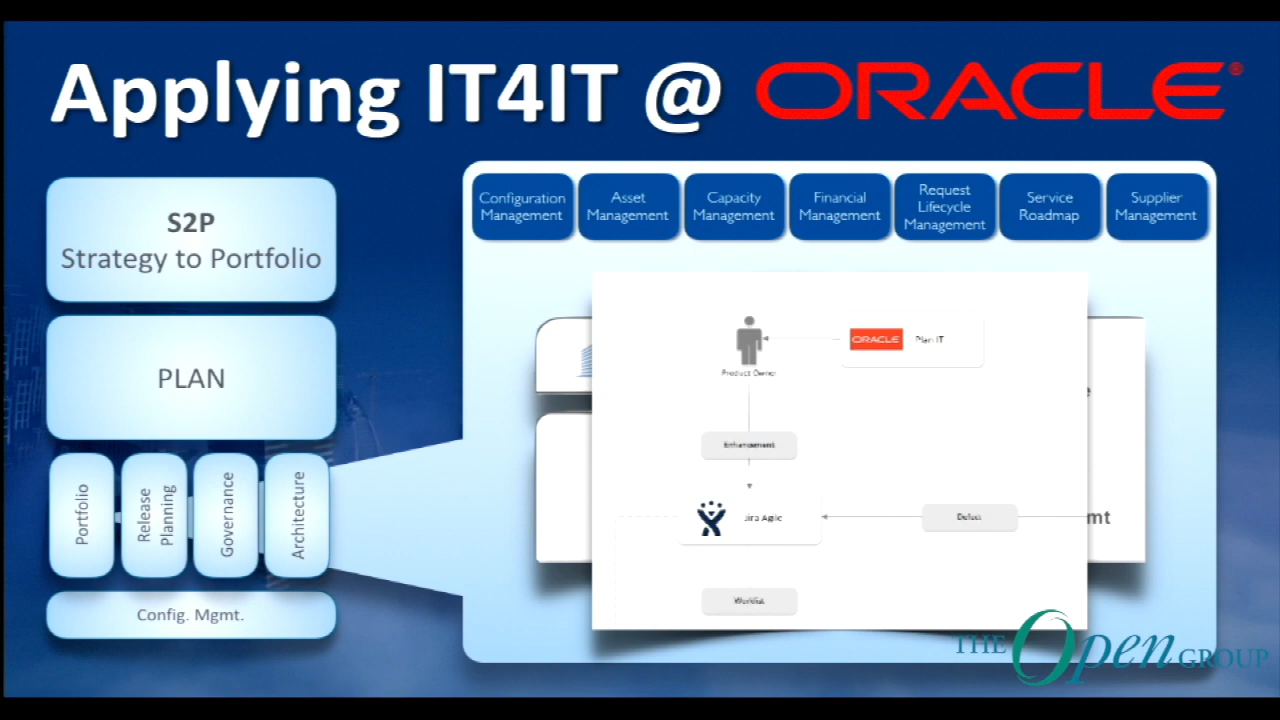 Applying IT4IT @ ORACLE®
S2P
Strategy to Portfolio
PLAN
Portfolio
Release
Planning
Governance
Architecture
Config. Mgmt.
Configuration
Management
Asset
Management
Capacity
Management
Financial
Management
Request
Lifecycle
Management
Service
Roadmap
Supplier
Management
ORACLE
Plan IT
Product Owner
Enhancement
Jira Agile
Defect
mt
Worklist
THE Open GROUP